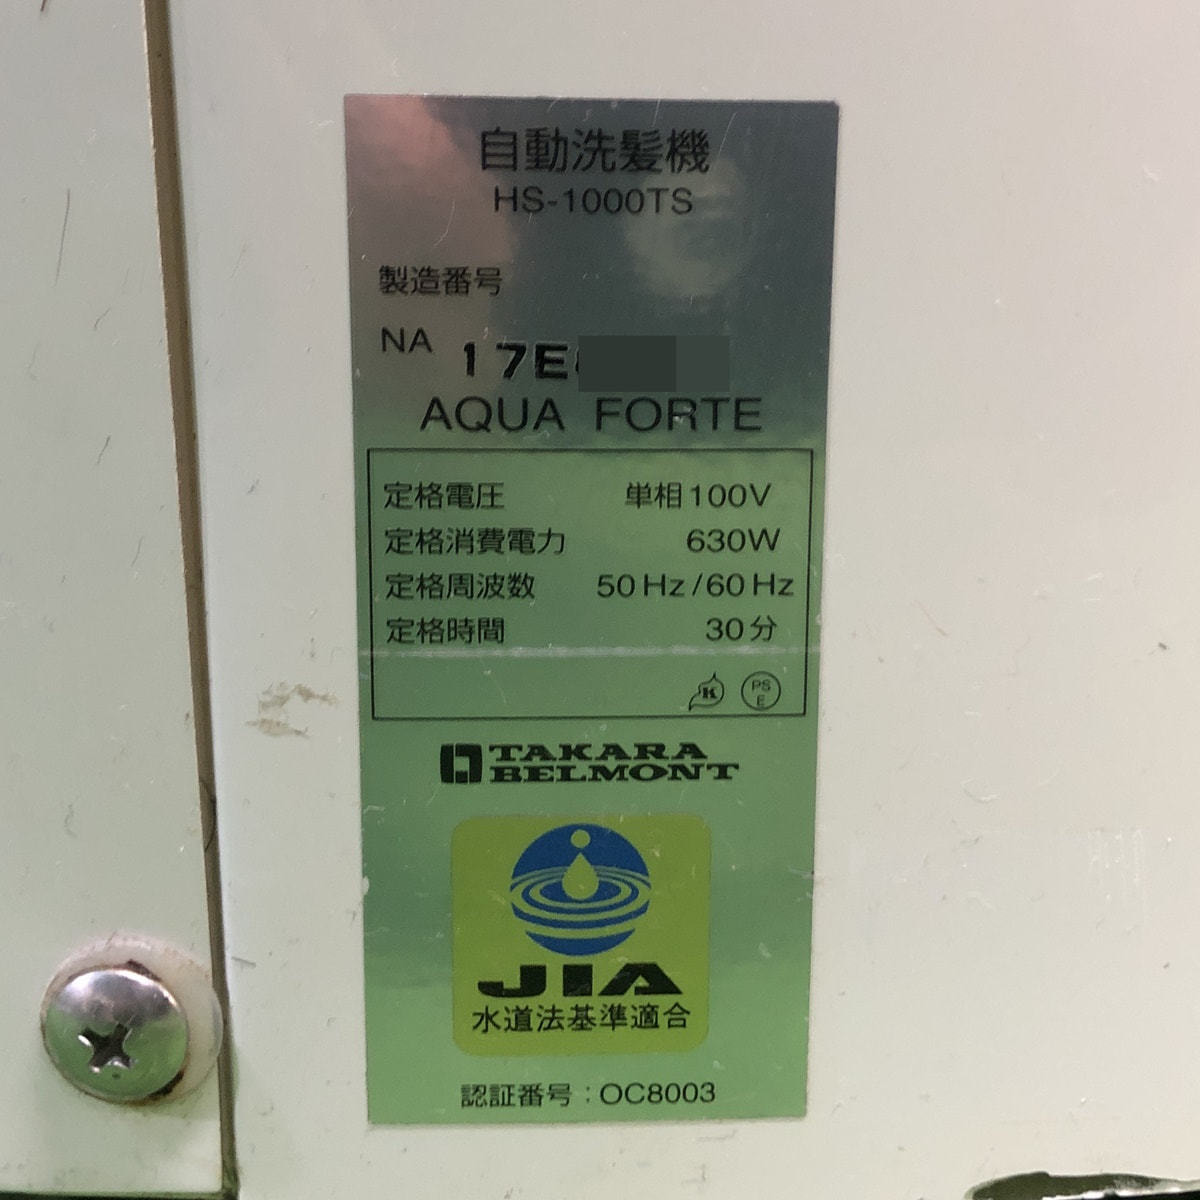 自動洗髪機
HS-1000TS
製造番号
NA 17E
AQUA FORTE
定格電圧 単相100V
定格消費電力 630W
定格周波数 50Hz/60Hz
定格時間 30分
K PS E
TAKARA
BELMONT
JIA
水道法基準適合
認証番号:OC8003